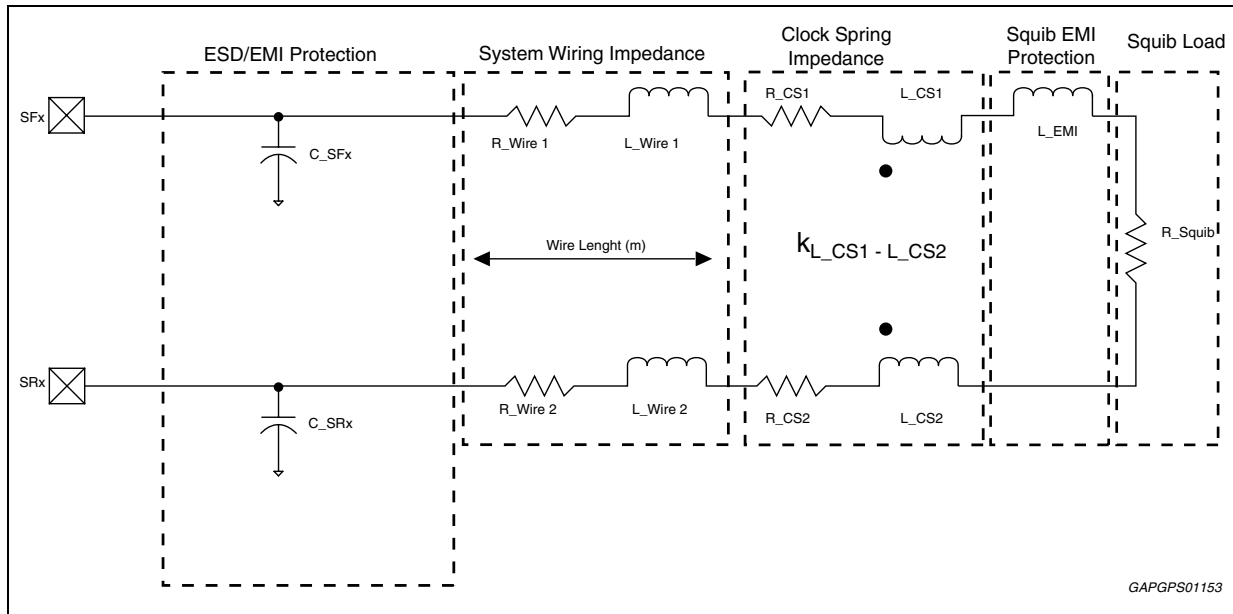 ESD/EMI Protection
System Wiring Impedance
Clock Spring
Impedance
Squib EMI
Protection
Squib Load
SFx
C_SFx
R_Wire 1
L_Wire 1
R_CS1
L_CS1
L_EMI
R_Squib
Wire Lenght (m)
kL_CS1 - L_CS2
SRx
C_SRx
R_Wire 2
L_Wire 2
R_CS2
L_CS2
GAPGPS01153